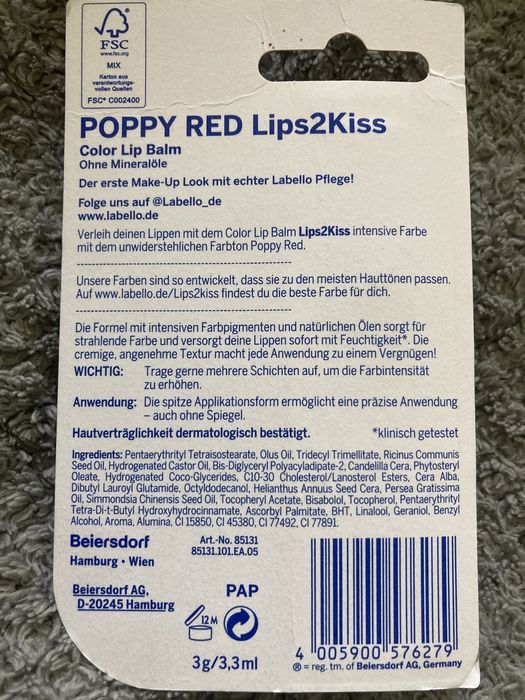 FSC
www.fsc.org
MIX
Karton aus
verantwortungs-
vollen Quellen
FSC® C002400
POPPY RED Lips2Kiss
Color Lip Balm
Ohne Mineralöle
Der erste Make-Up Look mit echter Labello Pflege!
Folge uns auf @Labello_de
www.labello.de
Verleih deinen Lippen mit dem Color Lip Balm Lips2Kiss intensive Farbe
mit dem unwiderstehlichen Farbton Poppy Red.
Unsere Farben sind so entwickelt, dass sie zu den meisten Hauttönen passen.
Auf www.labello.de/Lips2kiss findest du die beste Farbe für dich.
Die Formel mit intensiven Farbpigmenten und natürlichen Ölen sorgt für
strahlende Farbe und versorgt deine Lippen sofort mit Feuchtigkeit*. Die
cremige, angenehme Textur macht jede Anwendung zu einem Vergnügen!
WICHTIG: Trage gerne mehrere Schichten auf, um die Farbintensität
zu erhöhen.
Anwendung: Die spitze Applikationsform ermöglicht eine präzise Anwendung
– auch ohne Spiegel.
Hautverträglichkeit dermatologisch bestätigt. *klinisch getestet
Ingredients: Pentaerythrityl Tetraisostearate, Olus Oil, Tridecyl Trimellitate, Ricinus Communis
Seed Oil, Hydrogenated Castor Oil, Bis-Diglyceryl Polyacyladipate-2, Candelilla Cera, Phytosteryl
Oleate, Hydrogenated Coco-Glycerides, C10-30 Cholesterol/Lanosterol Esters, Cera Alba,
Dibutyl Lauroyl Glutamide, Octyldodecanol, Helianthus Annuus Seed Cera, Persea Gratissima
Oil, Simmondsia Chinensis Seed Oil, Tocopheryl Acetate, Bisabolol, Tocopherol, Pentaerythrityl
Tetra-Di-t-Butyl Hydroxyhydrocinnamate, Ascorbyl Palmitate, BHT, Linalool, Geraniol, Benzyl
Alcohol, Aroma, Alumina, CI 15850, CI 45380, CI 77492, CI 77891.
Beiersdorf
Hamburg • Wien
Art.-No. 85131
85131.101.EA.05
Beiersdorf AG,
D-20245 Hamburg
PAP
12 M
3g/3,3ml
4 005900 576279
® = reg. tm. of Beiersdorf AG, Germany